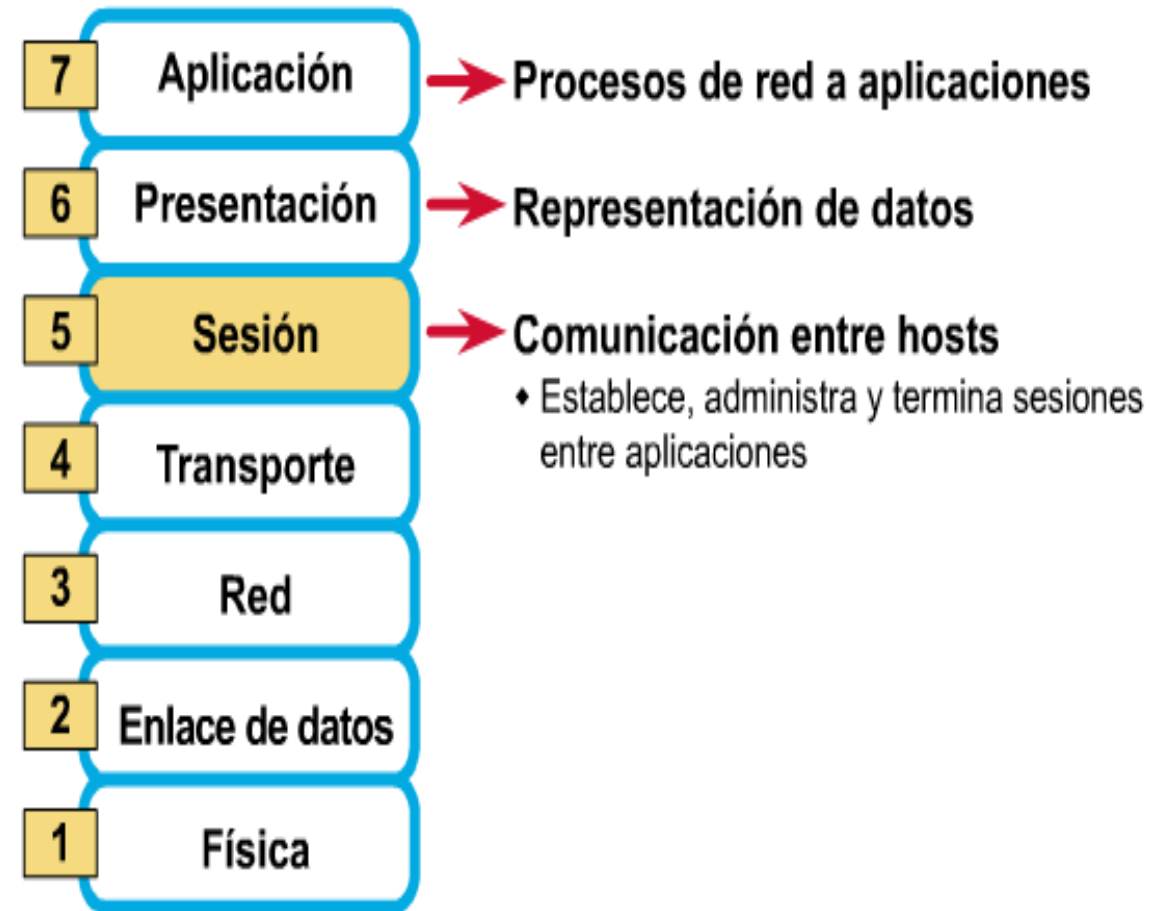 7 Aplicación Procesos de red a aplicaciones
6 Presentación Representación de datos
5 Sesión Comunicación entre hosts
♦ Establece, administra y termina sesiones
entre aplicaciones
4 Transporte
3 Red
2 Enlace de datos
1 Física